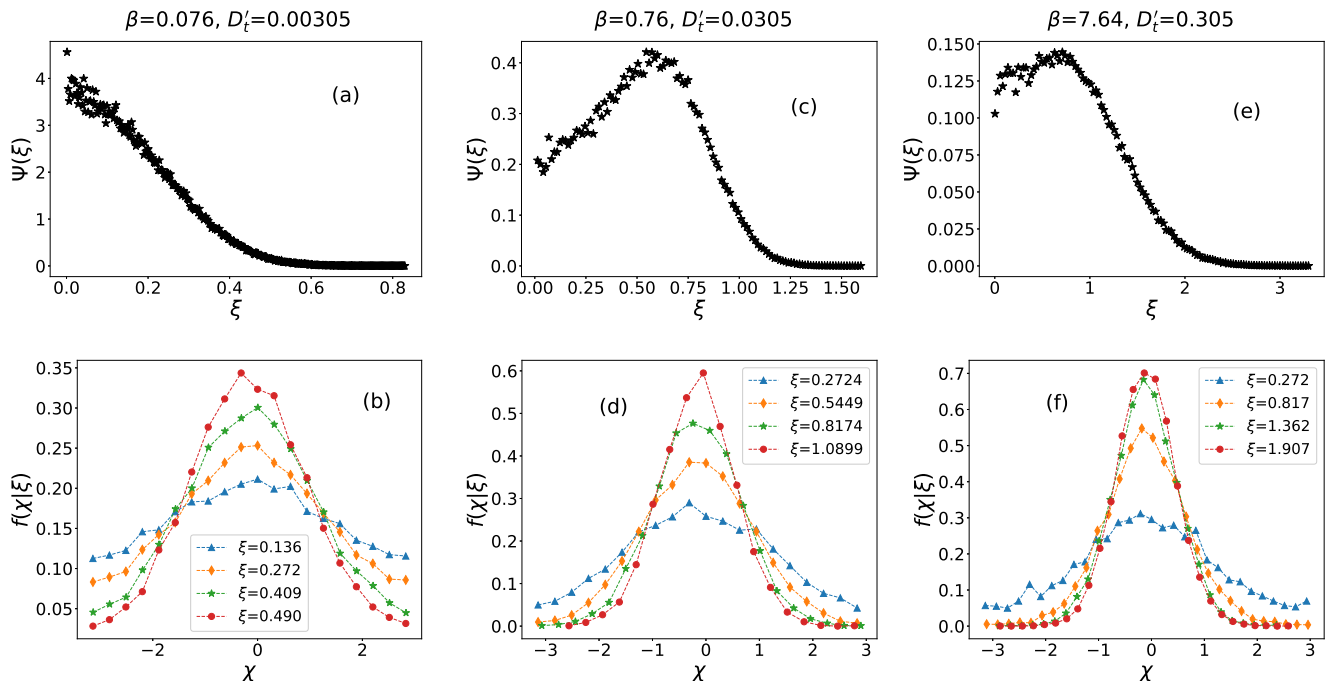 β=0.076, D′ₜ=0.00305
β=0.76, D′ₜ=0.0305
β=7.64, D′ₜ=0.305
Ψ(ξ)
4
3
2
1
0
(a)
0.0 0.2 0.4 0.6 0.8
ξ
Ψ(ξ)
0.4
0.3
0.2
0.1
0.0
(c)
0.00 0.25 0.50 0.75 1.00 1.25 1.50
ξ
Ψ(ξ)
0.150
0.125
0.100
0.075
0.050
0.025
0.000
(e)
0 1 2 3
ξ
f(χ|ξ)
0.35
0.30
0.25
0.20
0.15
0.10
0.05
(b)
ξ=0.136
ξ=0.272
ξ=0.409
ξ=0.490
−2 0 2
χ
f(χ|ξ)
0.6
0.5
0.4
0.3
0.2
0.1
0.0
(d)
ξ=0.2724
ξ=0.5449
ξ=0.8174
ξ=1.0899
−3 −2 −1 0 1 2 3
χ
f(χ|ξ)
0.7
0.6
0.5
0.4
0.3
0.2
0.1
0.0
(f)
ξ=0.272
ξ=0.817
ξ=1.362
ξ=1.907
−3 −2 −1 0 1 2 3
χ